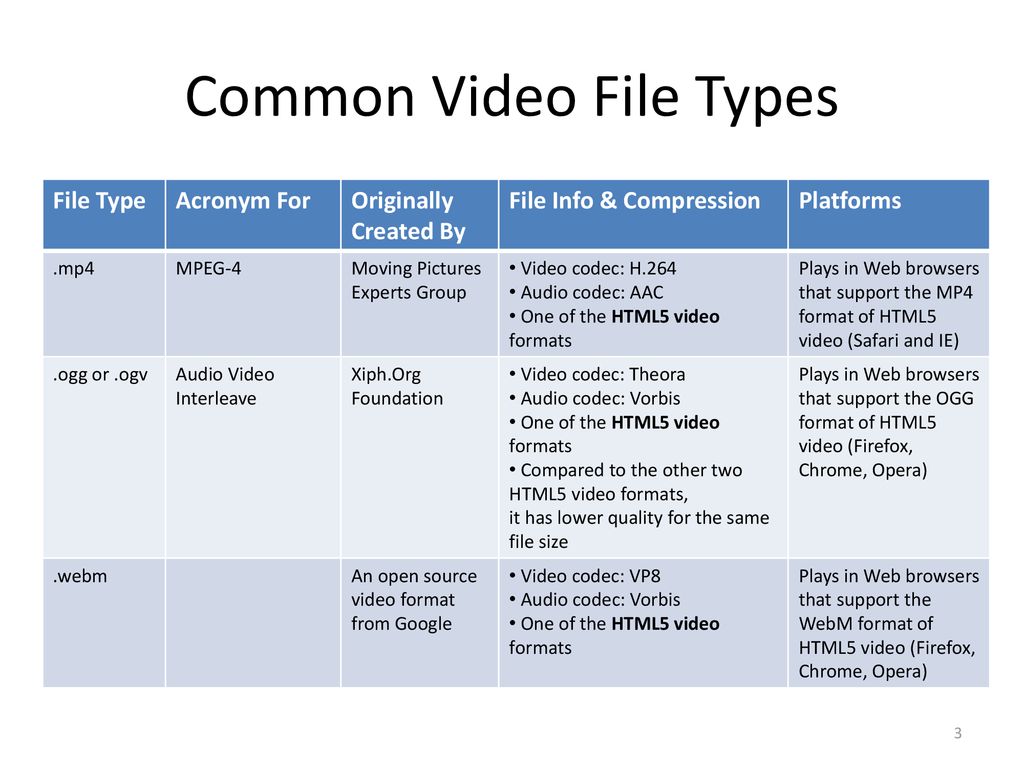 Common Video File Types
File Type
Acronym For
Originally
Created By
File Info & Compression
Platforms
.mp4
MPEG-4
Moving Pictures
Experts Group
• Video codec: H.264
• Audio codec: AAC
• One of the HTML5 video
formats
Plays in Web browsers
that support the MP4
format of HTML5
video (Safari and IE)
.ogg or .ogv
Audio Video
Interleave
Xiph.Org
Foundation
• Video codec: Theora
• Audio codec: Vorbis
• One of the HTML5 video
formats
• Compared to the other two
HTML5 video formats,
it has lower quality for the same
file size
Plays in Web browsers
that support the OGG
format of HTML5
video (Firefox,
Chrome, Opera)
.webm
An open source
video format
from Google
• Video codec: VP8
• Audio codec: Vorbis
• One of the HTML5 video
formats
Plays in Web browsers
that support the
WebM format of
HTML5 video (Firefox,
Chrome, Opera)
3